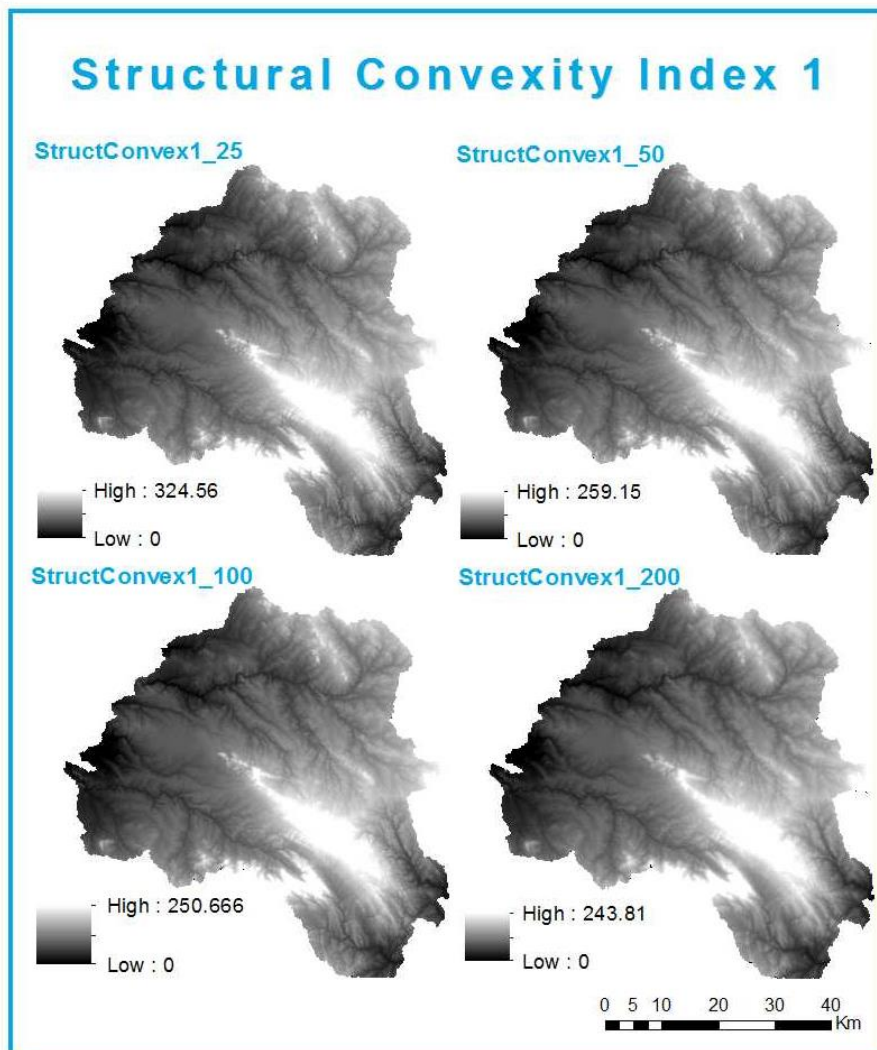 Structural Convexity Index 1
StructConvex1_25
StructConvex1_50
High : 324.56
Low : 0
High : 259.15
Low : 0
StructConvex1_100
StructConvex1_200
High : 250.666
Low : 0
High : 243.81
Low : 0
0 5 10 20 30 40
Km